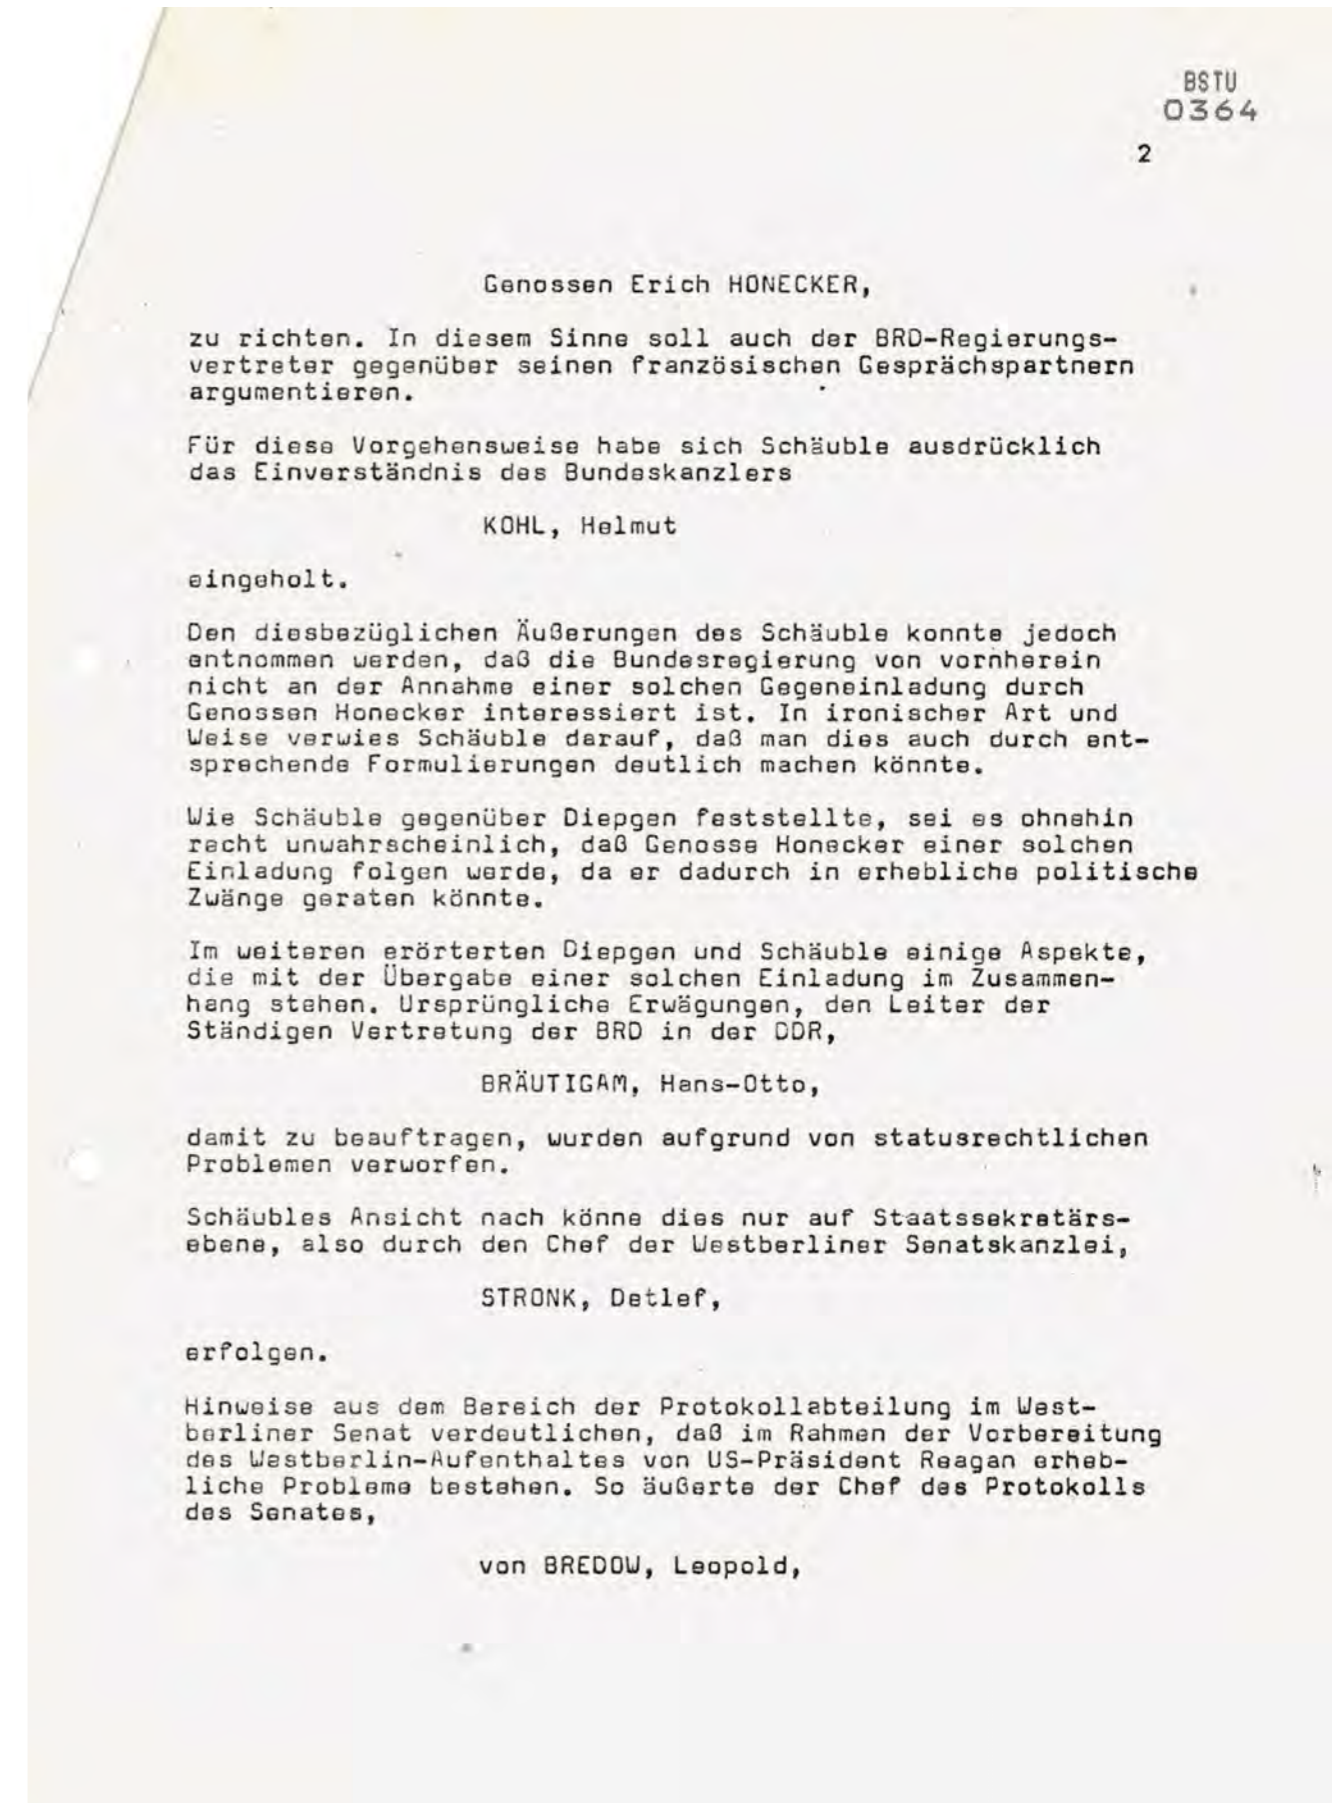 BSTU
0364
2
Genossen Erich HONECKER,
zu richten. In diesem Sinne soll auch der BRD-Regierungs-
vertreter gegenüber seinen französischen Gesprächspartnern
argumentieren.
Für diese Vorgehensweise habe sich Schäuble ausdrücklich
das Einverständnis des Bundeskanzlers
KOHL, Helmut
eingeholt.
Den diesbezüglichen Äußerungen des Schäuble konnte jedoch
entnommen werden, daß die Bundesregierung von vornherein
nicht an der Annahme einer solchen Gegeneinladung durch
Genossen Honecker interessiert ist. In ironischer Art und
Weise verwies Schäuble darauf, daß man dies auch durch ent-
sprechende Formulierungen deutlich machen könnte.
Wie Schäuble gegenüber Diepgen feststellte, sei es ohnehin
recht unwahrscheinlich, daß Genosse Honecker einer solchen
Einladung folgen werde, da er dadurch in erhebliche politische
Zwänge geraten könnte.
Im weiteren erörterten Diepgen und Schäuble einige Aspekte,
die mit der Übergabe einer solchen Einladung im Zusammen-
hang stehen. Ursprüngliche Erwägungen, den Leiter der
Ständigen Vertretung der BRD in der DDR,
BRÄUTIGAM, Hans-Otto,
damit zu beauftragen, wurden aufgrund von statusrechtlichen
Problemen verworfen.
Schäubles Ansicht nach könne dies nur auf Staatssekretärs-
ebene, also durch den Chef der Westberliner Senatskanzlei,
STRONK, Detlef,
erfolgen.
Hinweise aus dem Bereich der Protokollabteilung im West-
berliner Senat verdeutlichen, daß im Rahmen der Vorbereitung
des Westberlin-Aufenthaltes von US-Präsident Reagan erheb-
liche Probleme bestehen. So äußerte der Chef des Protokolls
des Senates,
von BREDOW, Leopold,